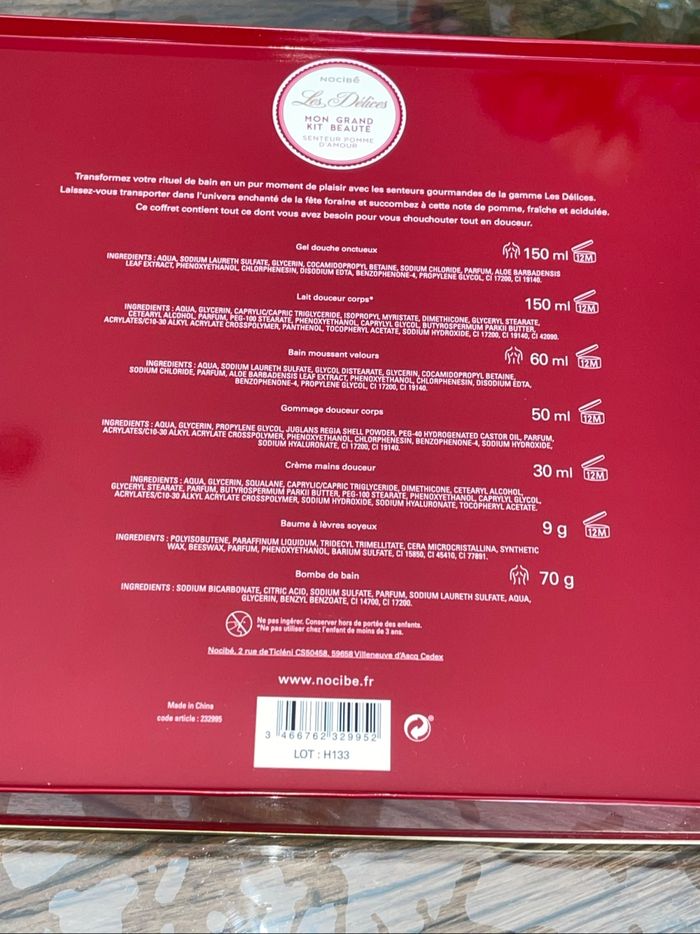 NOCIBÉ
Les Délices
MON GRAND
KIT BEAUTÉ
SENTEUR POMME
D'AMOUR
Transformez votre rituel de bain en un pur moment de plaisir avec les senteurs gourmandes de la gamme Les Délices.
Laissez-vous transporter dans l'univers enchanté de la fête foraine et succombez à cette note de pomme, fraîche et acidulée.
Ce coffret contient tout ce dont vous avez besoin pour vous chouchouter tout en douceur.
Gel douche onctueux 150 ml 12M
INGREDIENTS : AQUA, SODIUM LAURETH SULFATE, GLYCERIN, COCAMIDOPROPYL BETAINE, SODIUM CHLORIDE, PARFUM, ALOE BARBADENSIS
LEAF EXTRACT, PHENOXYETHANOL, CHLORPHENESIN, DISODIUM EDTA, BENZOPHENONE-4, PROPYLENE GLYCOL, CI 17200, CI 19140.
Lait douceur corps* 150 ml 12M
INGREDIENTS : AQUA, GLYCERIN, CAPRYLIC/CAPRIC TRIGLYCERIDE, ISOPROPYL MYRISTATE, DIMETHICONE, GLYCERYL STEARATE,
CETEARYL ALCOHOL, PARFUM, PEG-100 STEARATE, PHENOXYETHANOL, CAPRYLYL GLYCOL, BUTYROSPERMUM PARKII BUTTER,
ACRYLATES/C10-30 ALKYL ACRYLATE CROSSPOLYMER, PANTHENOL, TOCOPHERYL ACETATE, SODIUM HYDROXIDE, CI 17200, CI 19140, CI 42090.
Bain moussant velours 60 ml 12M
INGREDIENTS : AQUA, SODIUM LAURETH SULFATE, GLYCOL DISTEARATE, GLYCERIN, COCAMIDOPROPYL BETAINE,
SODIUM CHLORIDE, PARFUM, ALOE BARBADENSIS LEAF EXTRACT, PHENOXYETHANOL, CHLORPHENESIN, DISODIUM EDTA,
BENZOPHENONE-4, PROPYLENE GLYCOL, CI 17200, CI 19140.
Gommage douceur corps 50 ml 12M
INGREDIENTS : AQUA, GLYCERIN, PROPYLENE GLYCOL, JUGLANS REGIA SHELL POWDER, PEG-40 HYDROGENATED CASTOR OIL, PARFUM,
ACRYLATES/C10-30 ALKYL ACRYLATE CROSSPOLYMER, PHENOXYETHANOL, CHLORPHENESIN, BENZOPHENONE-4, SODIUM HYDROXIDE,
SODIUM HYALURONATE, CI 17200, CI 19140.
Crème mains douceur 30 ml 12M
INGREDIENTS : AQUA, GLYCERIN, SQUALANE, CAPRYLIC/CAPRIC TRIGLYCERIDE, DIMETHICONE, CETEARYL ALCOHOL,
GLYCERYL STEARATE, PARFUM, BUTYROSPERMUM PARKII BUTTER, PEG-100 STEARATE, PHENOXYETHANOL, CAPRYLYL GLYCOL,
ACRYLATES/C10-30 ALKYL ACRYLATE CROSSPOLYMER, SODIUM HYDROXIDE, SODIUM HYALURONATE, TOCOPHERYL ACETATE.
Baume à lèvres soyeux 9 g 12M
INGREDIENTS : POLYISOBUTENE, PARAFFINUM LIQUIDUM, TRIDECYL TRIMELLITATE, CERA MICROCRISTALLINA, SYNTHETIC
WAX, BEESWAX, PARFUM, PHENOXYETHANOL, BARIUM SULFATE, CI 15850, CI 45410, CI 77891.
Bombe de bain 70 g
INGREDIENTS : SODIUM BICARBONATE, CITRIC ACID, SODIUM SULFATE, PARFUM, SODIUM LAURETH SULFATE, AQUA,
GLYCERIN, BENZYL BENZOATE, CI 14700, CI 17200.
Ne pas ingérer. Conserver hors de portée des enfants.
*Ne pas utiliser chez l'enfant de moins de 3 ans.
Nocibé, 2 rue de Ticléni CS50458, 59658 Villeneuve d'Ascq Cedex
www.nocibe.fr
Made in China
code article : 232995
3 466762 329952
LOT : H133